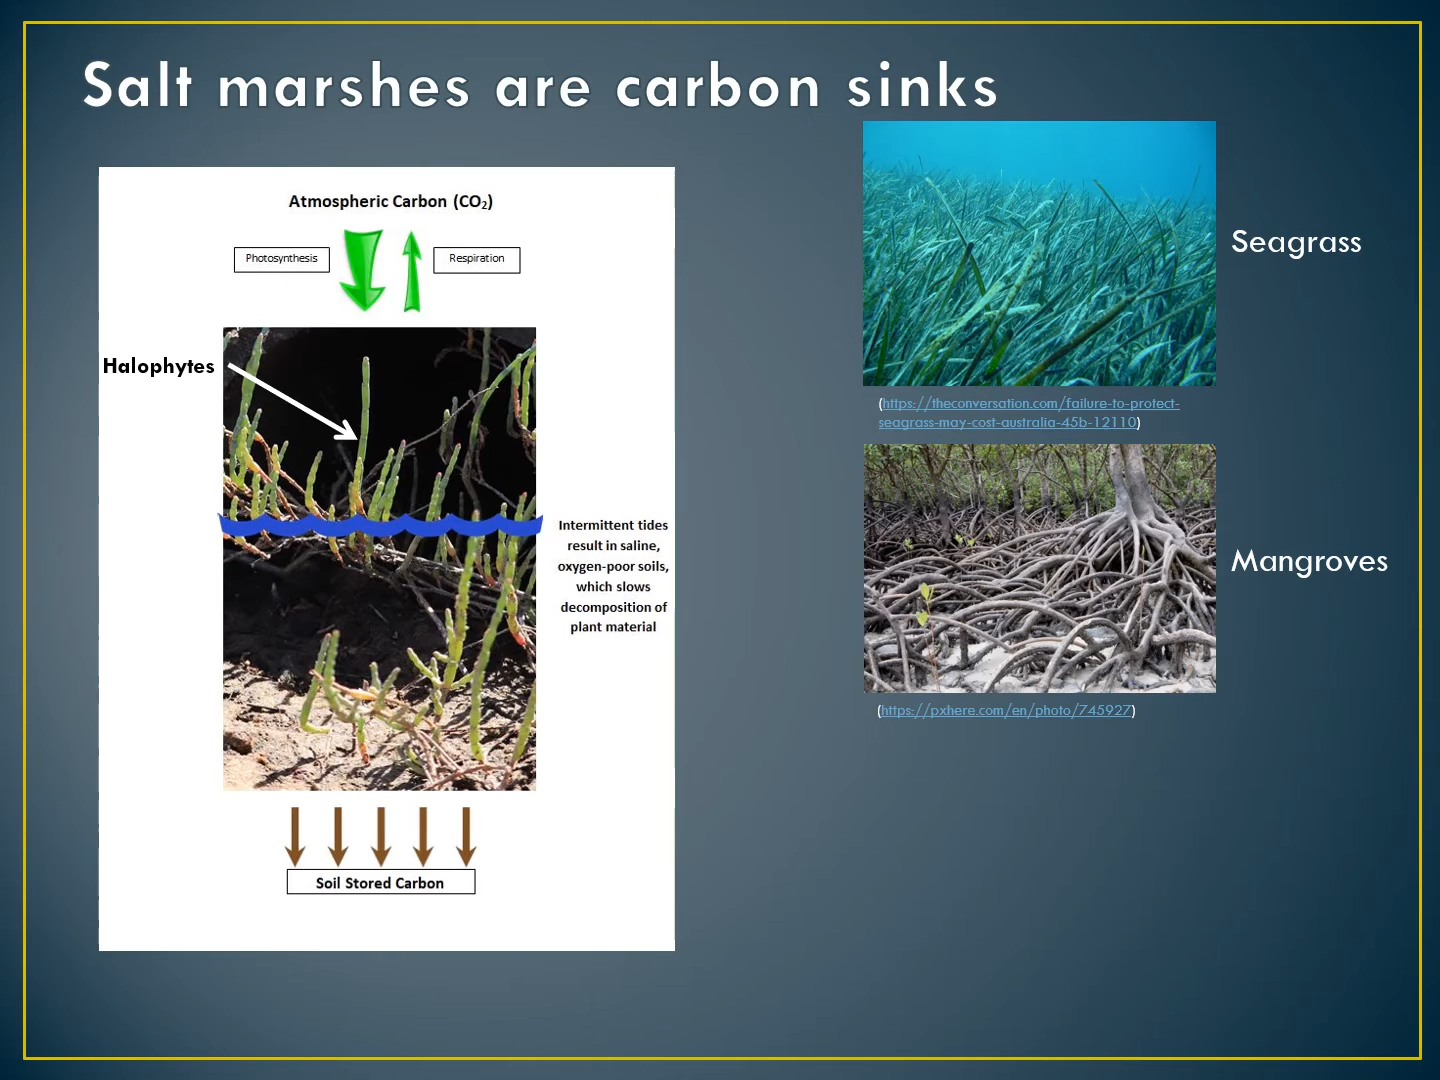 Salt marshes are carbon sinks
Atmospheric Carbon (CO₂)
Photosynthesis
Respiration
Halophytes
Intermittent tides
result in saline,
oxygen-poor soils,
which slows
decomposition of
plant material
Soil Stored Carbon
Seagrass
(https://theconversation.com/failure-to-protect-
seagrass-may-cost-australia-45b-12110)
Mangroves
(https://pxhere.com/en/photo/745927)